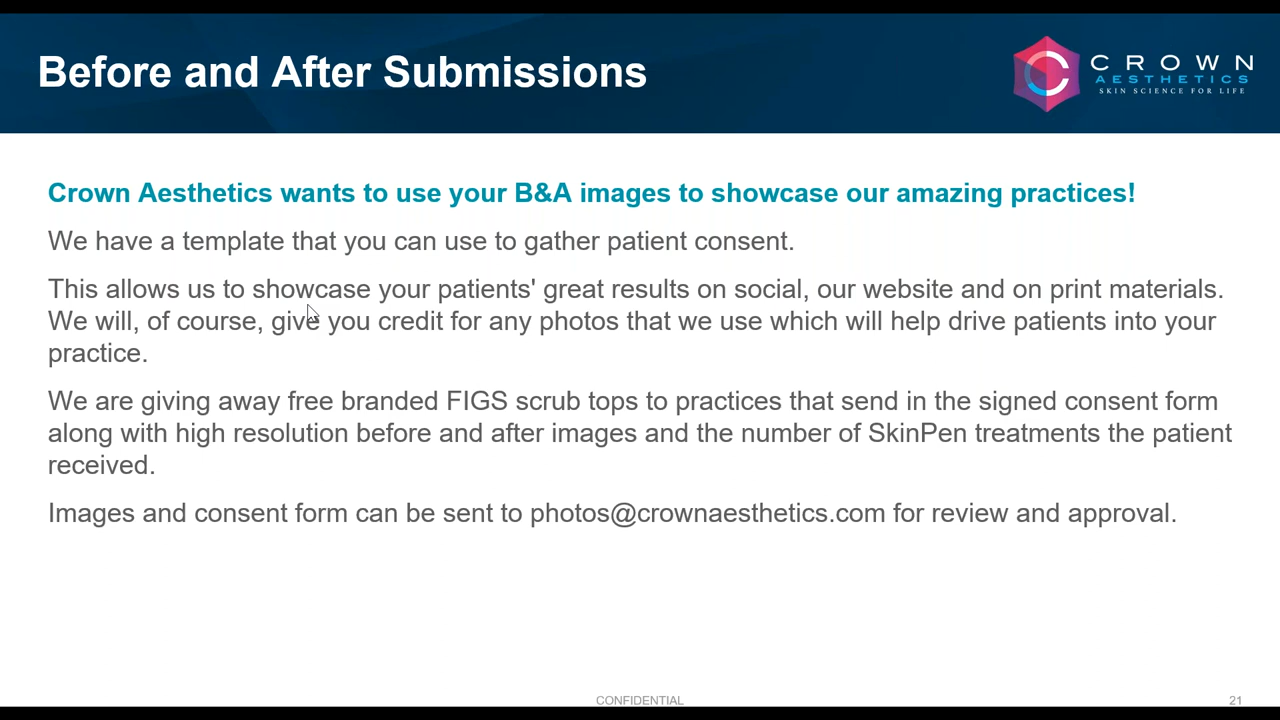 Before and After Submissions
CROWN
AESTHETICS
SKIN SCIENCE FOR LIFE
Crown Aesthetics wants to use your B&A images to showcase our amazing practices!
We have a template that you can use to gather patient consent.
This allows us to showcase your patients' great results on social, our website and on print materials.
We will, of course, give you credit for any photos that we use which will help drive patients into your
practice.
We are giving away free branded FIGS scrub tops to practices that send in the signed consent form
along with high resolution before and after images and the number of SkinPen treatments the patient
received.
Images and consent form can be sent to photos@crownaesthetics.com for review and approval.
CONFIDENTIAL
21